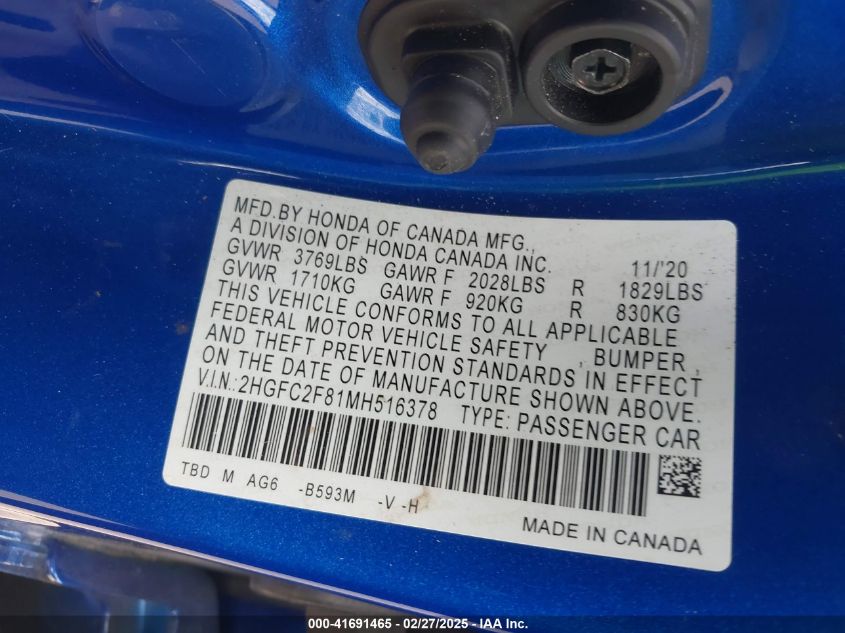 MFD.BY HONDA OF CANADA MFG.,
A DIVISION OF HONDA CANADA INC. 11/'20
GVWR 3769LBS GAWR F 2028LBS R 1829LBS
GVWR 1710KG GAWR F 920KG R 830KG
THIS VEHICLE CONFORMS TO ALL APPLICABLE
FEDERAL MOTOR VEHICLE SAFETY , BUMPER ,
AND THEFT PREVENTION STANDARDS IN EFFECT
ON THE DATE OF MANUFACTURE SHOWN ABOVE.
V.I.N.:2HGFC2F81MH516378 TYPE: PASSENGER CAR
TBD M AG6 -B593M -V -H
MADE IN CANADA
000-41691465 - 02/27/2025 - IAA Inc.